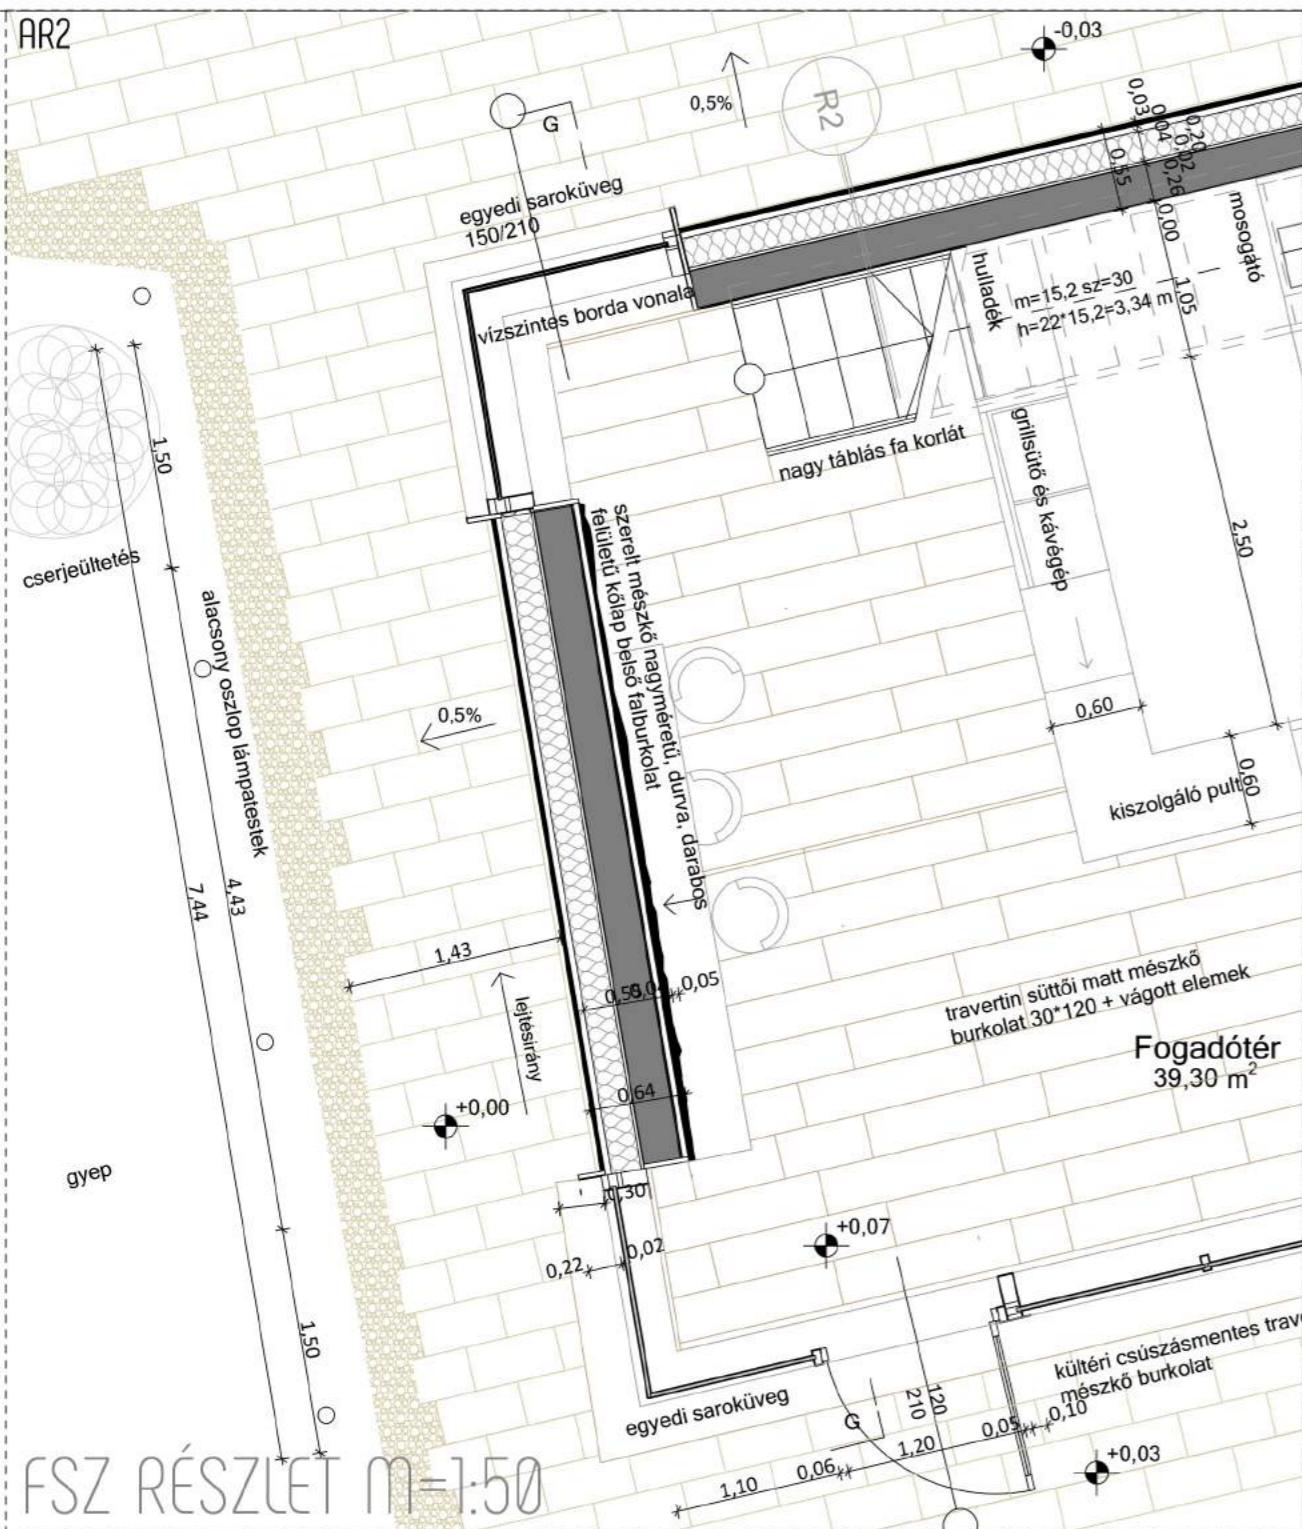 AR2
-0,03
0,5%
R2
G
0,03
0,04
0,20
0,02
0,26
0,00
0,55
egyedi saroküveg
150/210
mosogató
hulladék
m=15,2 sz=30
h=22*15,2=3,34 m
1,05
vízszintes borda vonala
1,50
nagy táblás fa korlát
grillsütő és kávégép
2,50
cserjeültetés
szerelt mészkő nagyméretű, durva, darabos
felületű kőlap belső falburkolat
alacsony oszlop lámpatestek
0,5%
0,60
0,60
kiszolgáló pult
7,44
4,43
1,43
0,55
0,04
0,05
lejtésirány
travertin süttői matt mészkő
burkolat 30*120 + vágott elemek
Fogadótér
39,30 m²
0,64
+0,00
gyep
0,30
+0,07
0,22
0,02
1,50
kültéri csúszásmentes trav
mészkő burkolat
egyedi saroküveg
G
120
210
0,05
0,10
1,20
0,06
1,10
+0,03
FSZ RÉSZLET M=1:50